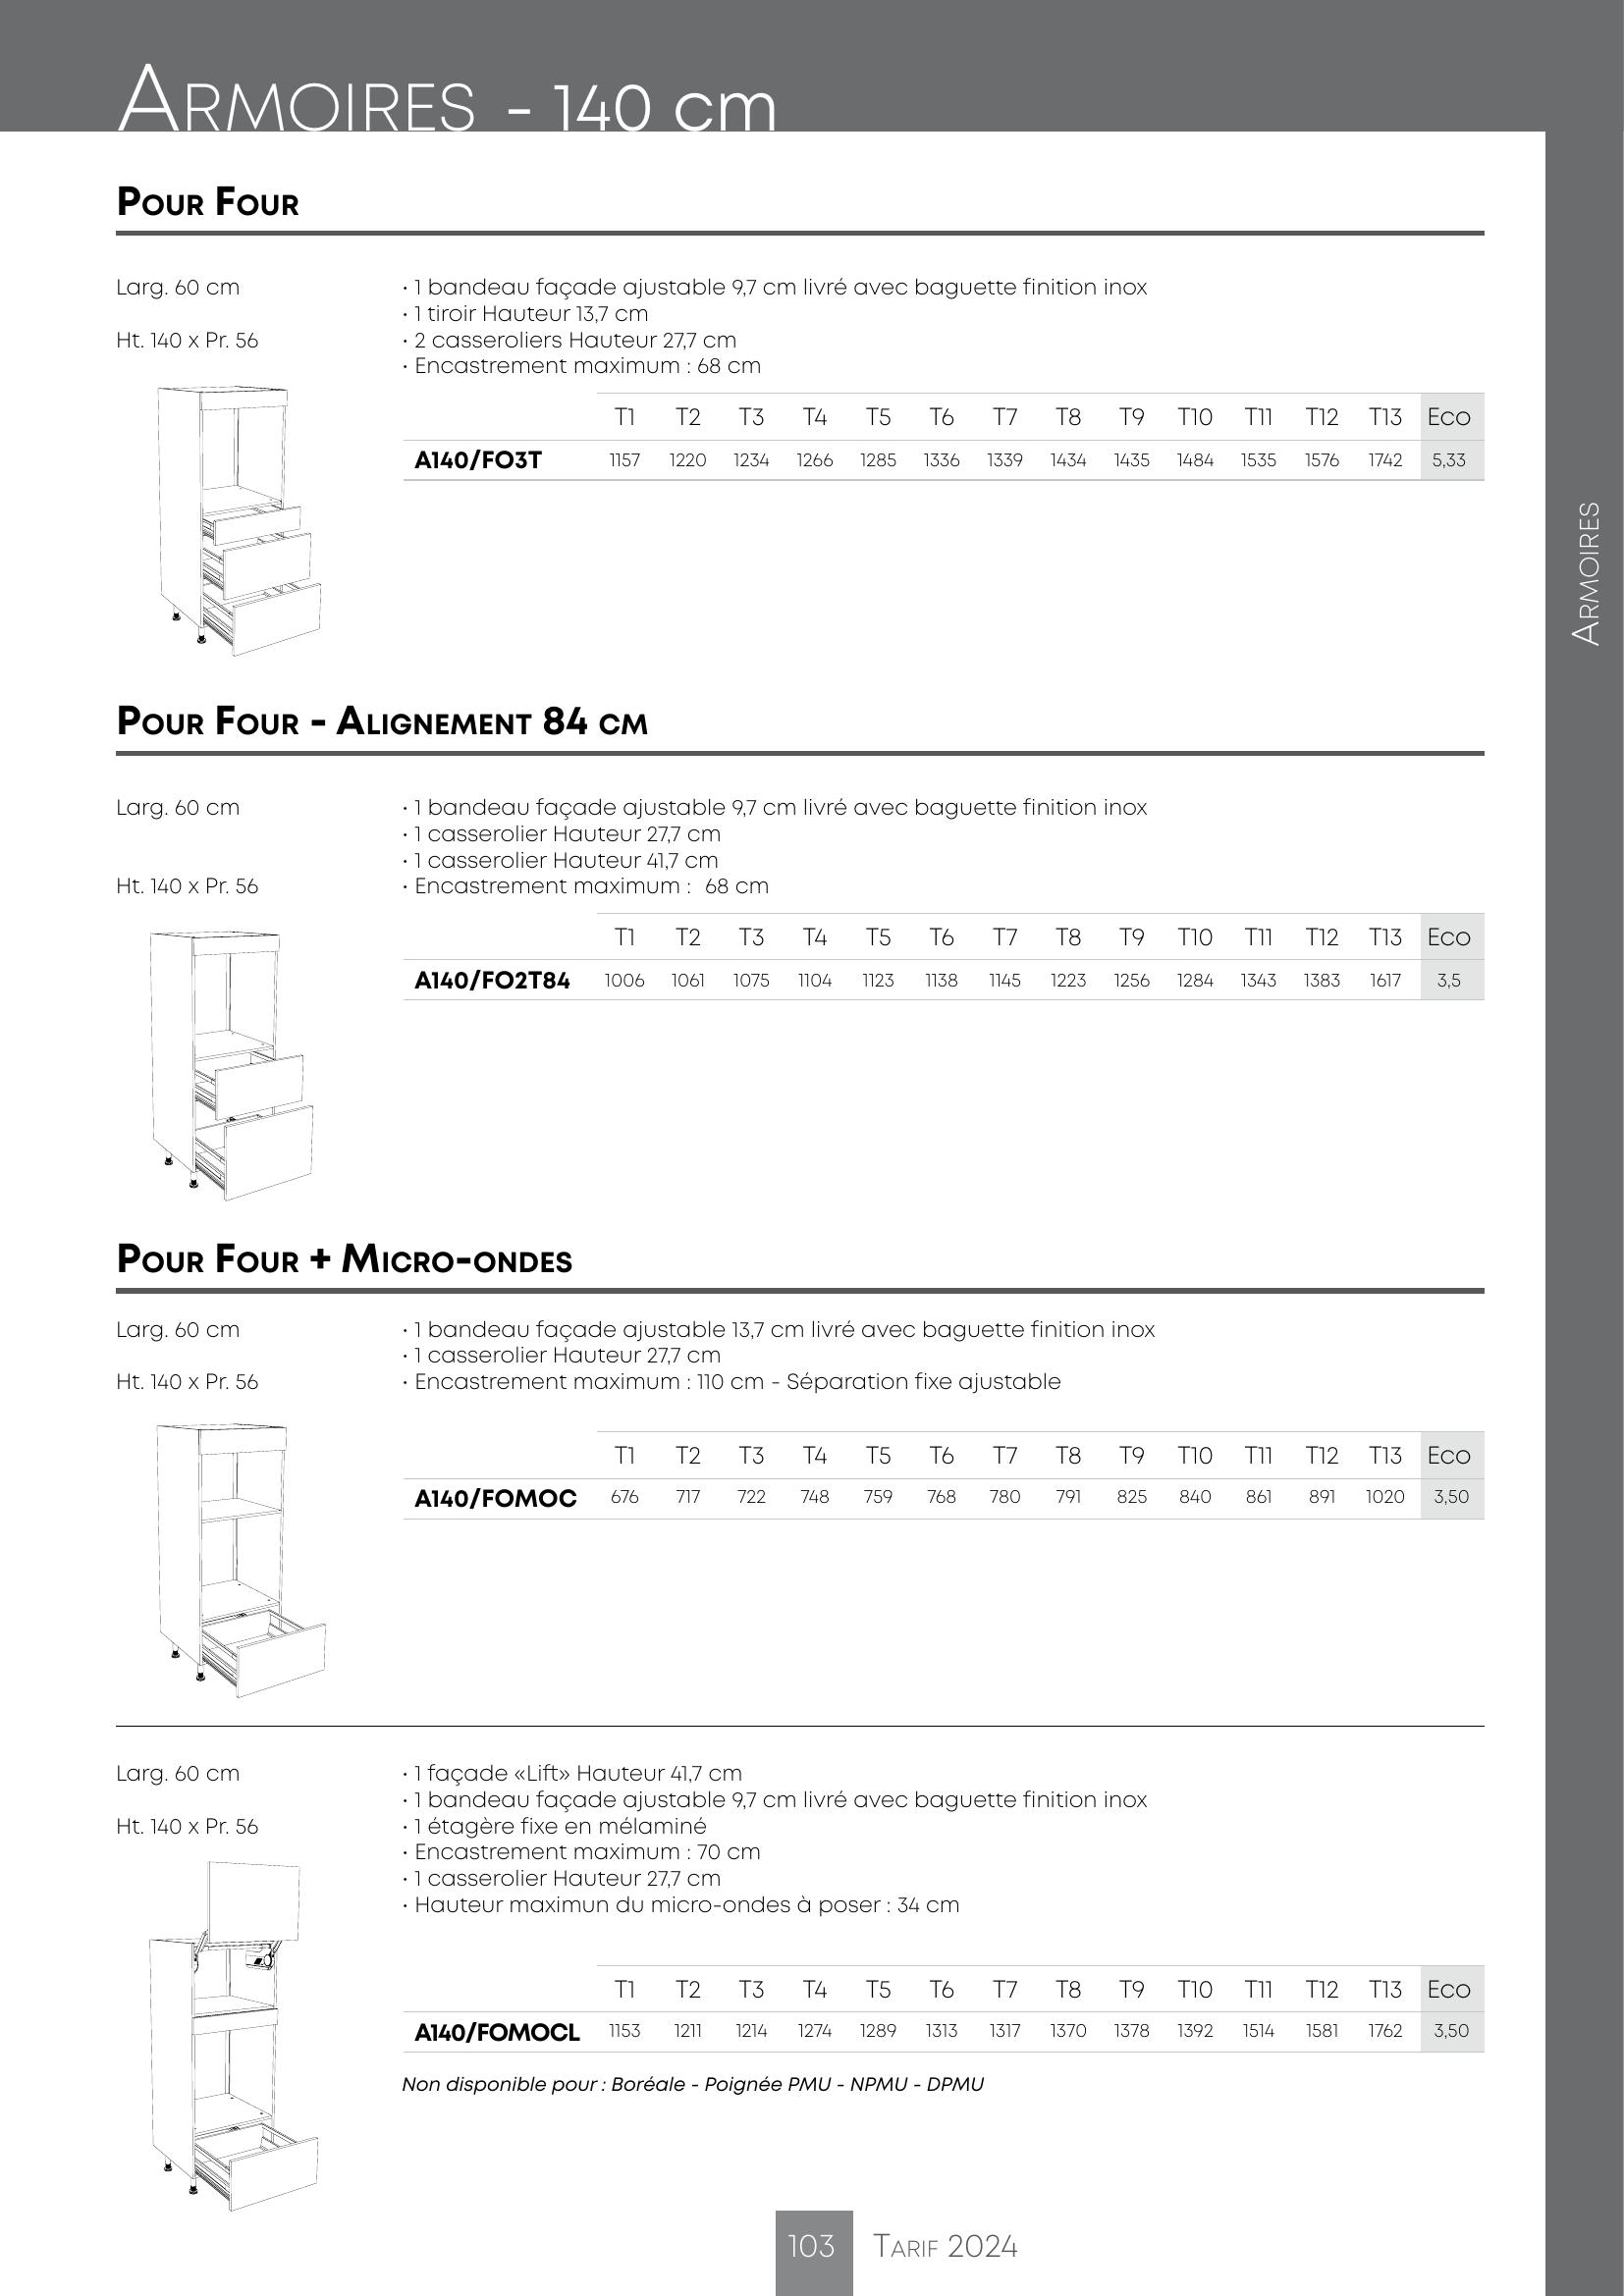 ARMOIRES - 140 cm
POUR FOUR
Larg. 60 cm
Ht. 140 x Pr. 56
• 1 bandeau façade ajustable 9,7 cm livré avec baguette finition inox
• 1 tiroir Hauteur 13,7 cm
• 2 casseroliers Hauteur 27,7 cm
• Encastrement maximum : 68 cm
T1 T2 T3 T4 T5 T6 T7 T8 T9 T10 T11 T12 T13 Eco
A140/FO3T 1157 1220 1234 1266 1285 1336 1339 1434 1435 1484 1535 1576 1742 5,33
ARMOIRES
POUR FOUR - ALIGNEMENT 84 CM
Larg. 60 cm
Ht. 140 x Pr. 56
• 1 bandeau façade ajustable 9,7 cm livré avec baguette finition inox
• 1 casserolier Hauteur 27,7 cm
• 1 casserolier Hauteur 41,7 cm
• Encastrement maximum : 68 cm
T1 T2 T3 T4 T5 T6 T7 T8 T9 T10 T11 T12 T13 Eco
A140/FO2T84 1006 1061 1075 1104 1123 1138 1145 1223 1256 1284 1343 1383 1617 3,5
POUR FOUR + MICRO-ONDES
Larg. 60 cm
Ht. 140 x Pr. 56
• 1 bandeau façade ajustable 13,7 cm livré avec baguette finition inox
• 1 casserolier Hauteur 27,7 cm
• Encastrement maximum : 110 cm - Séparation fixe ajustable
T1 T2 T3 T4 T5 T6 T7 T8 T9 T10 T11 T12 T13 Eco
A140/FOMOC 676 717 722 748 759 768 780 791 825 840 861 891 1020 3,50
Larg. 60 cm
Ht. 140 x Pr. 56
• 1 façade «Lift» Hauteur 41,7 cm
• 1 bandeau façade ajustable 9,7 cm livré avec baguette finition inox
• 1 étagère fixe en mélaminé
• Encastrement maximum : 70 cm
• 1 casserolier Hauteur 27,7 cm
• Hauteur maximun du micro-ondes à poser : 34 cm
T1 T2 T3 T4 T5 T6 T7 T8 T9 T10 T11 T12 T13 Eco
A140/FOMOCL 1153 1211 1214 1274 1289 1313 1317 1370 1378 1392 1514 1581 1762 3,50
Non disponible pour : Boréale - Poignée PMU - NPMU - DPMU
103 TARIF 2024